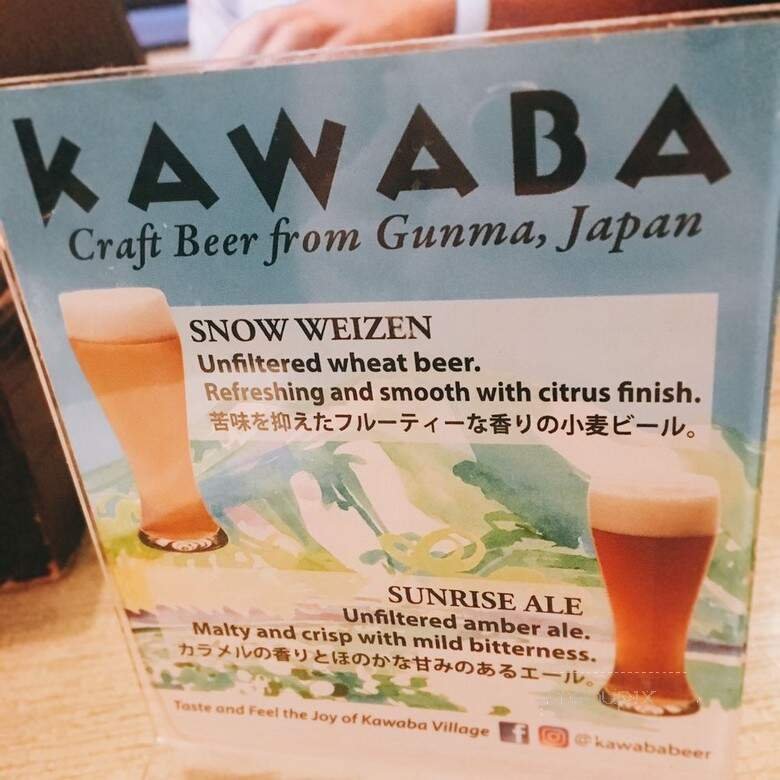 KAWABA
Craft Beer from Gunma, Japan
SNOW WEIZEN
Unfiltered wheat beer.
Refreshing and smooth with citrus finish.
苦味を抑えたフルーティーな香りの小麦ビール。
SUNRISE ALE
Unfiltered amber ale.
Malty and crisp with mild bitterness.
カラメルの香りとほのかな甘みのあるエール。
Taste and Feel the Joy of Kawaba Village
@kawababeer